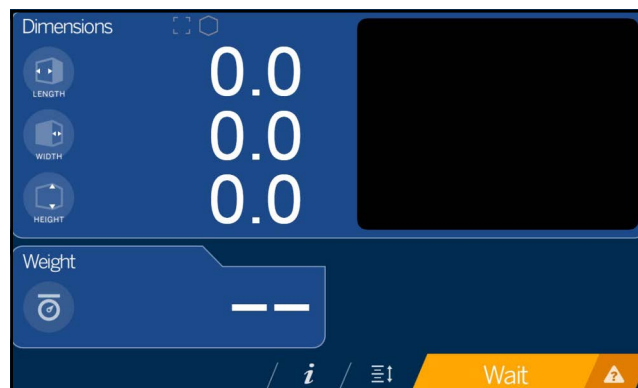 Dimensions
LENGTH 0.0
WIDTH 0.0
HEIGHT 0.0
Weight
-- 
i
Wait
?